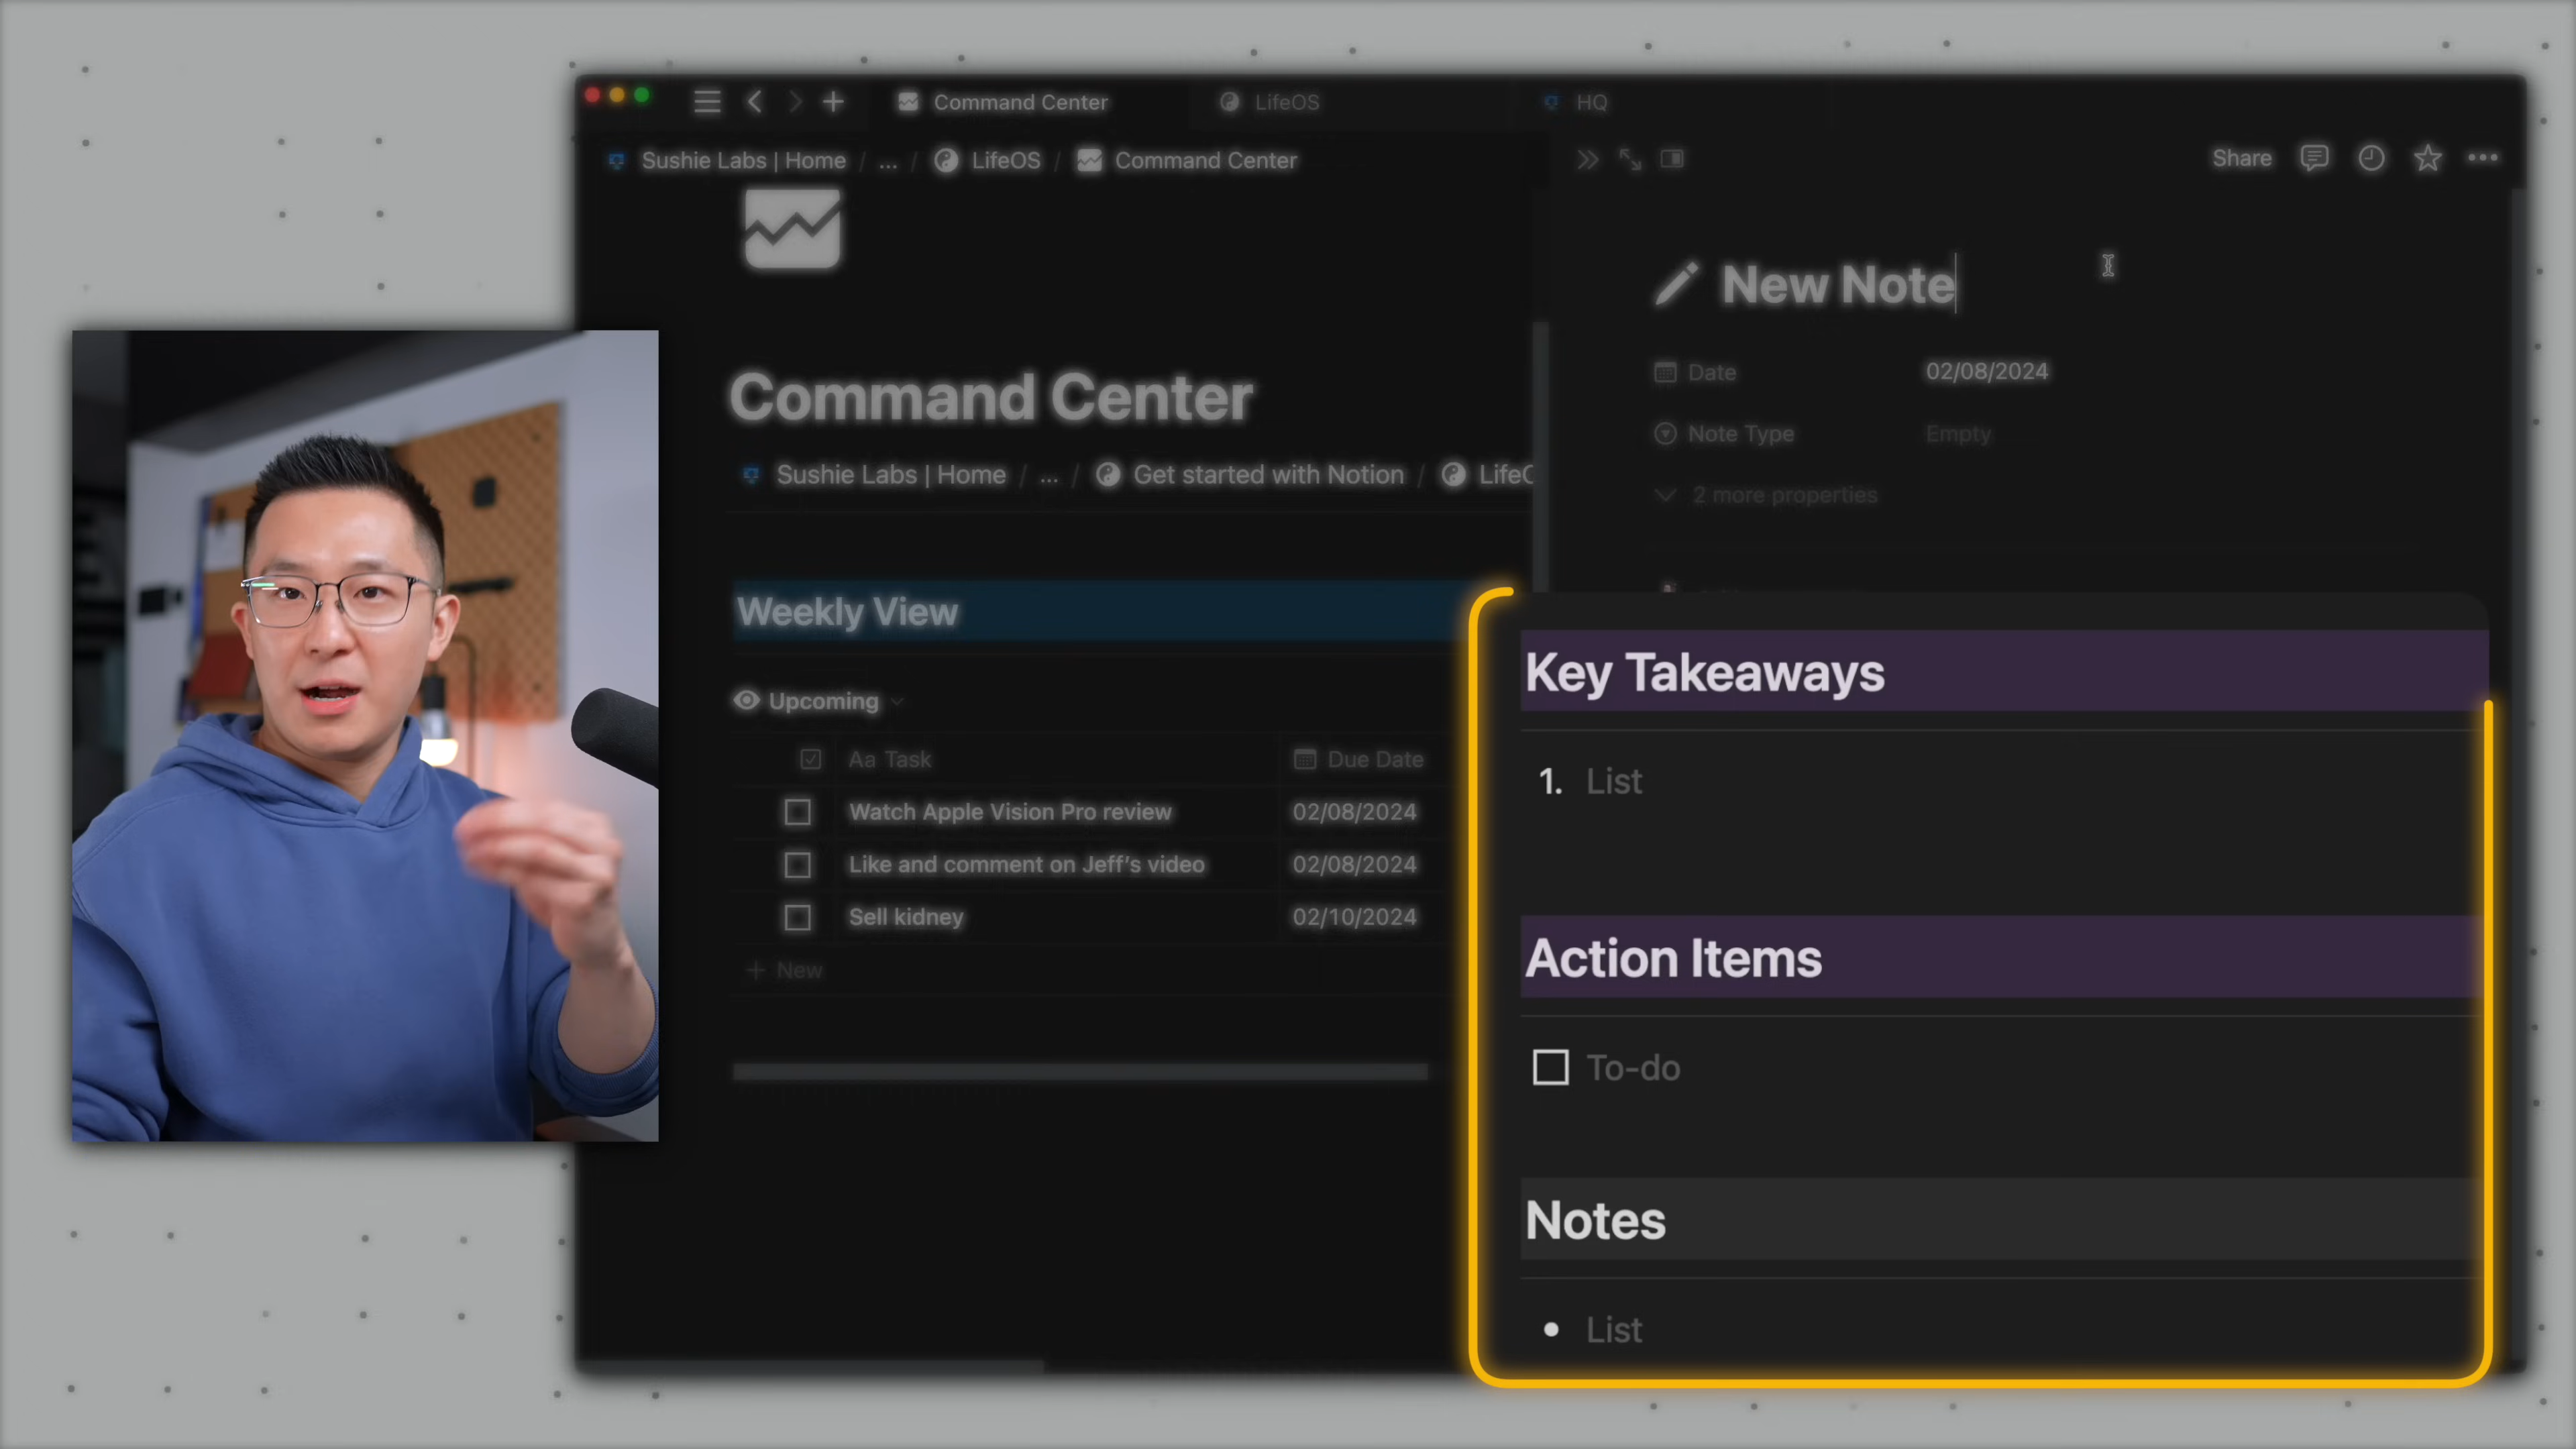 Command Center
LifeOS
HQ
Sushie Labs | Home / ... / LifeOS / Command Center
Share
Command Center
Sushie Labs | Home / ... / Get started with Notion / LifeO
Weekly View
Upcoming
Aa Task
Due Date
Watch Apple Vision Pro review
02/08/2024
Like and comment on Jeff's video
02/08/2024
Sell kidney
02/10/2024
+ New
New Note
Date
02/08/2024
Note Type
Empty
2 more properties
Key Takeaways
1. List
Action Items
To-do
Notes
• List